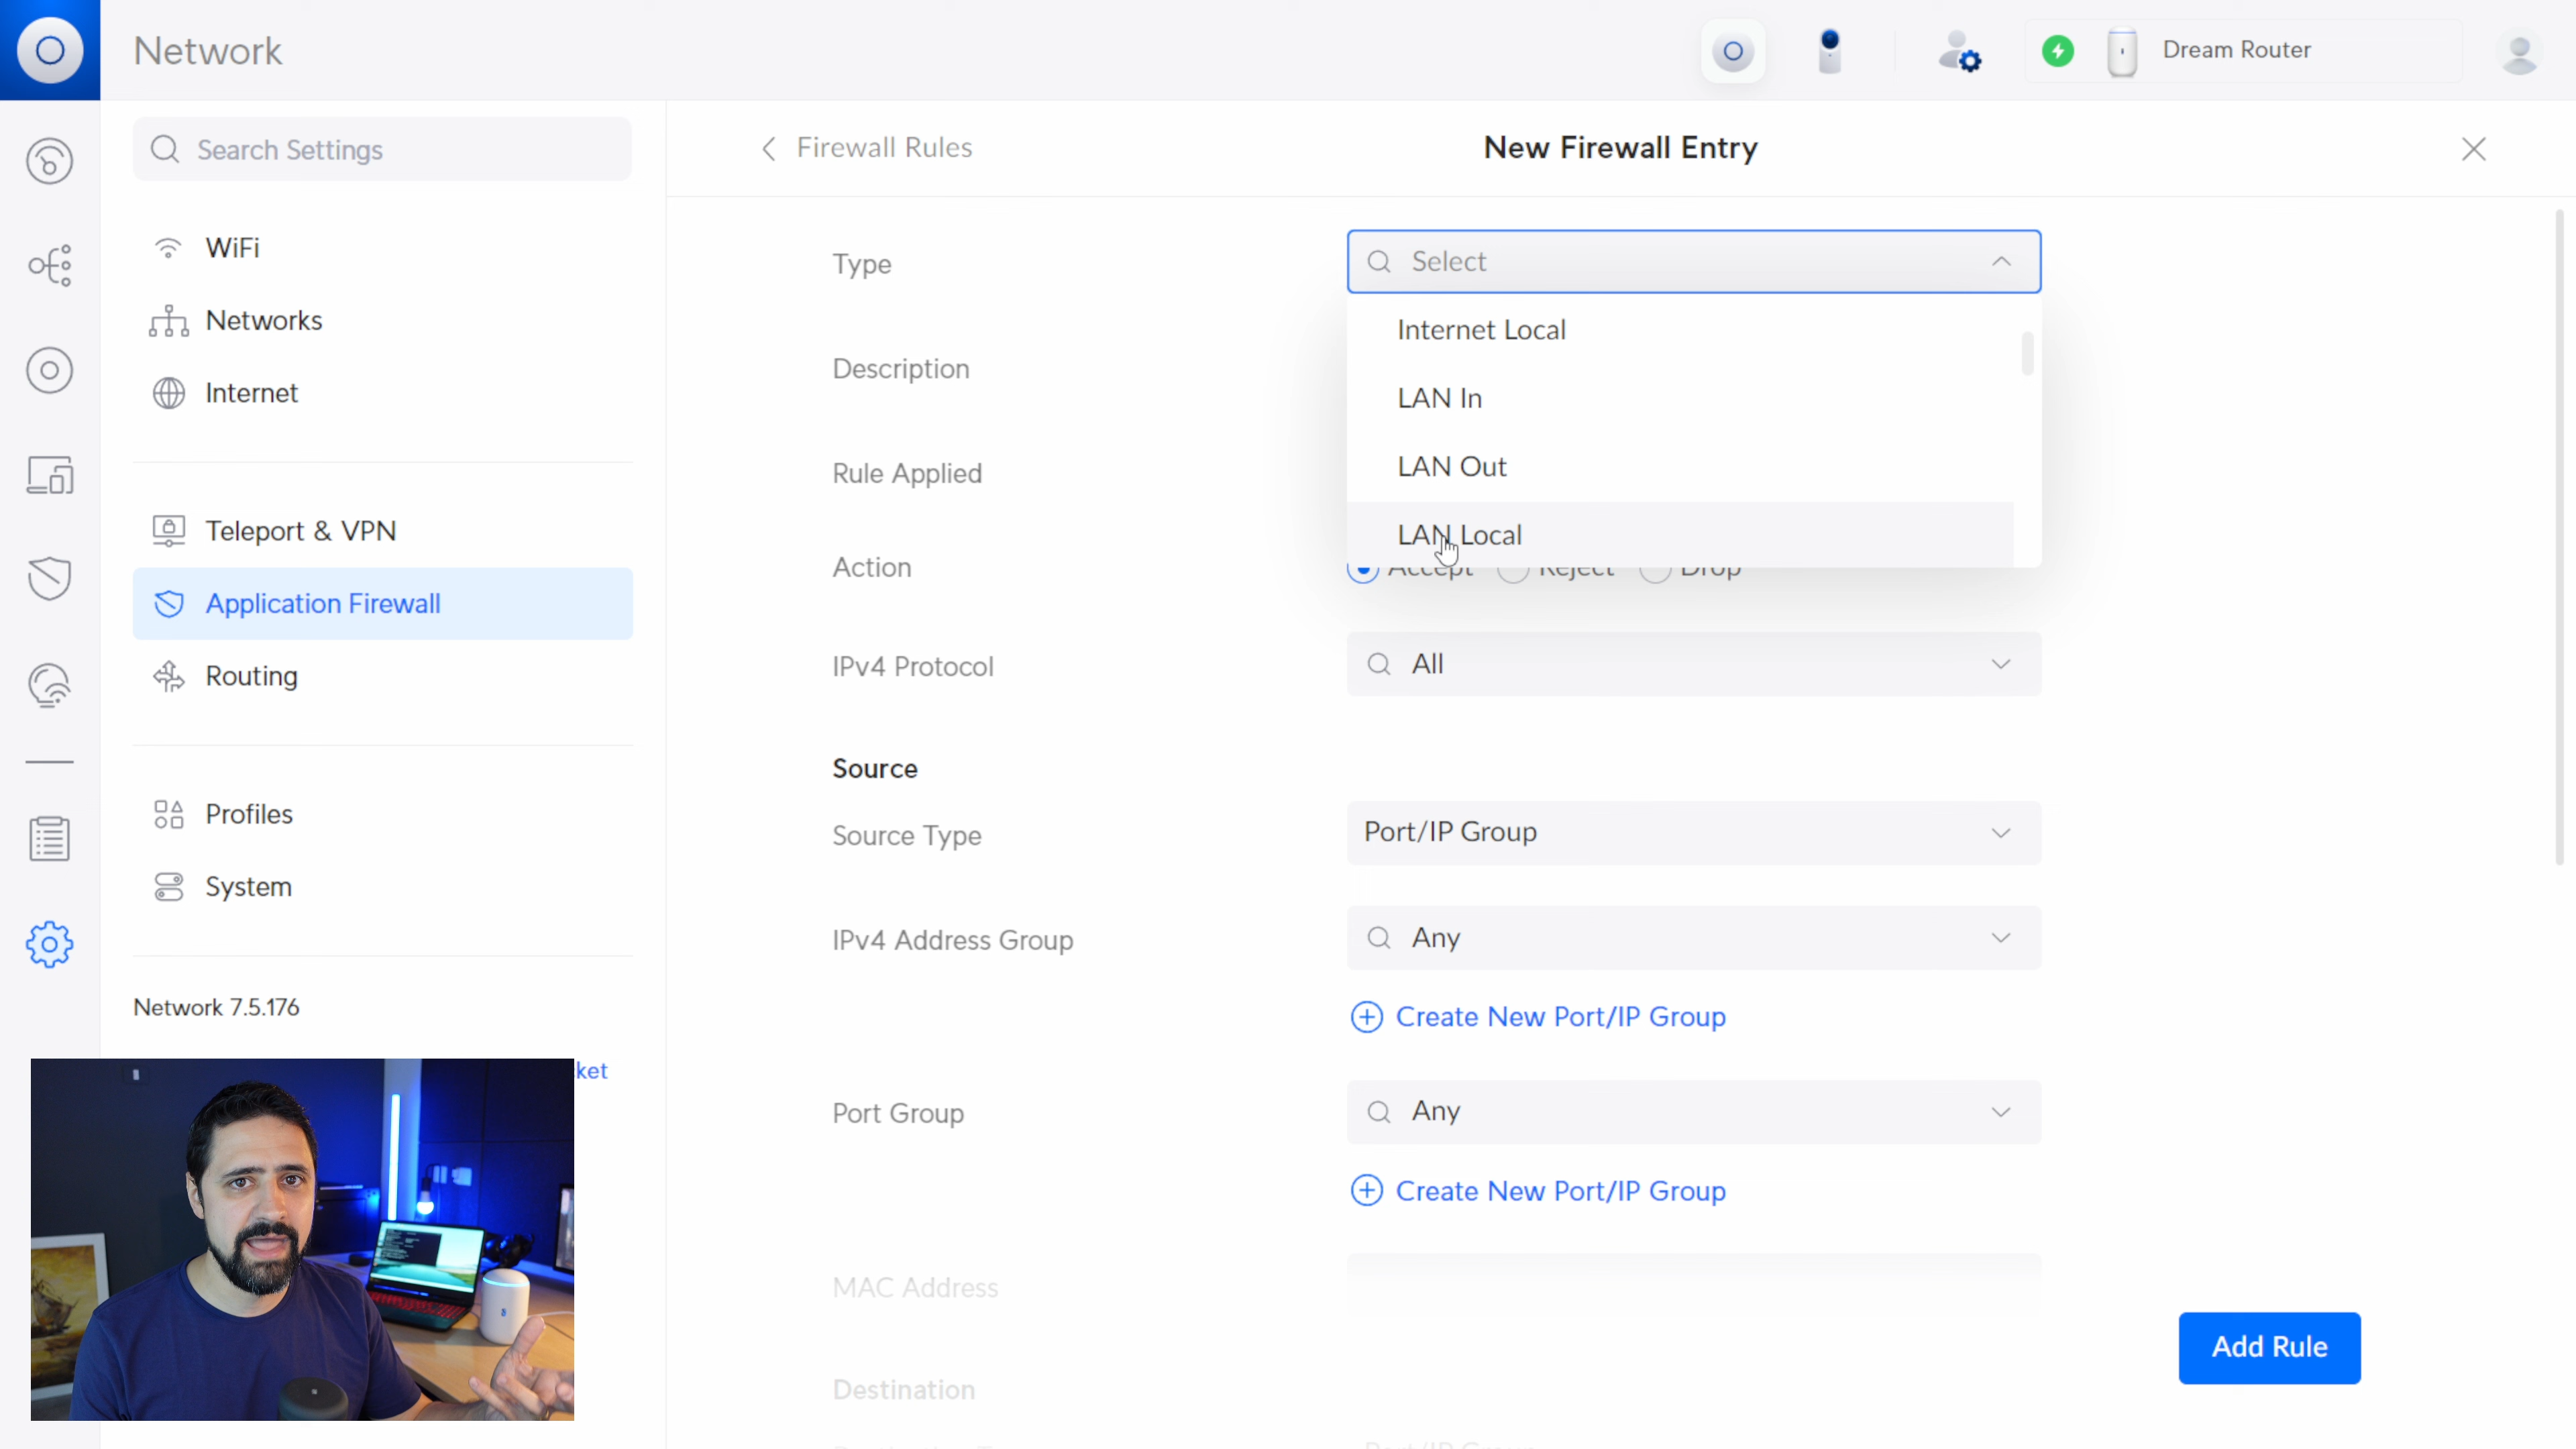 Network
Dream Router
Search Settings
WiFi
Networks
Internet
Teleport & VPN
Application Firewall
Routing
Profiles
System
Network 7.5.176
ket
Firewall Rules
New Firewall Entry
Type
Select
Internet Local
LAN In
LAN Out
LAN Local
Description
Rule Applied
Action
Accept
Reject
Drop
IPv4 Protocol
All
Source
Source Type
Port/IP Group
IPv4 Address Group
Any
Create New Port/IP Group
Port Group
Any
Create New Port/IP Group
MAC Address
Destination
Add Rule